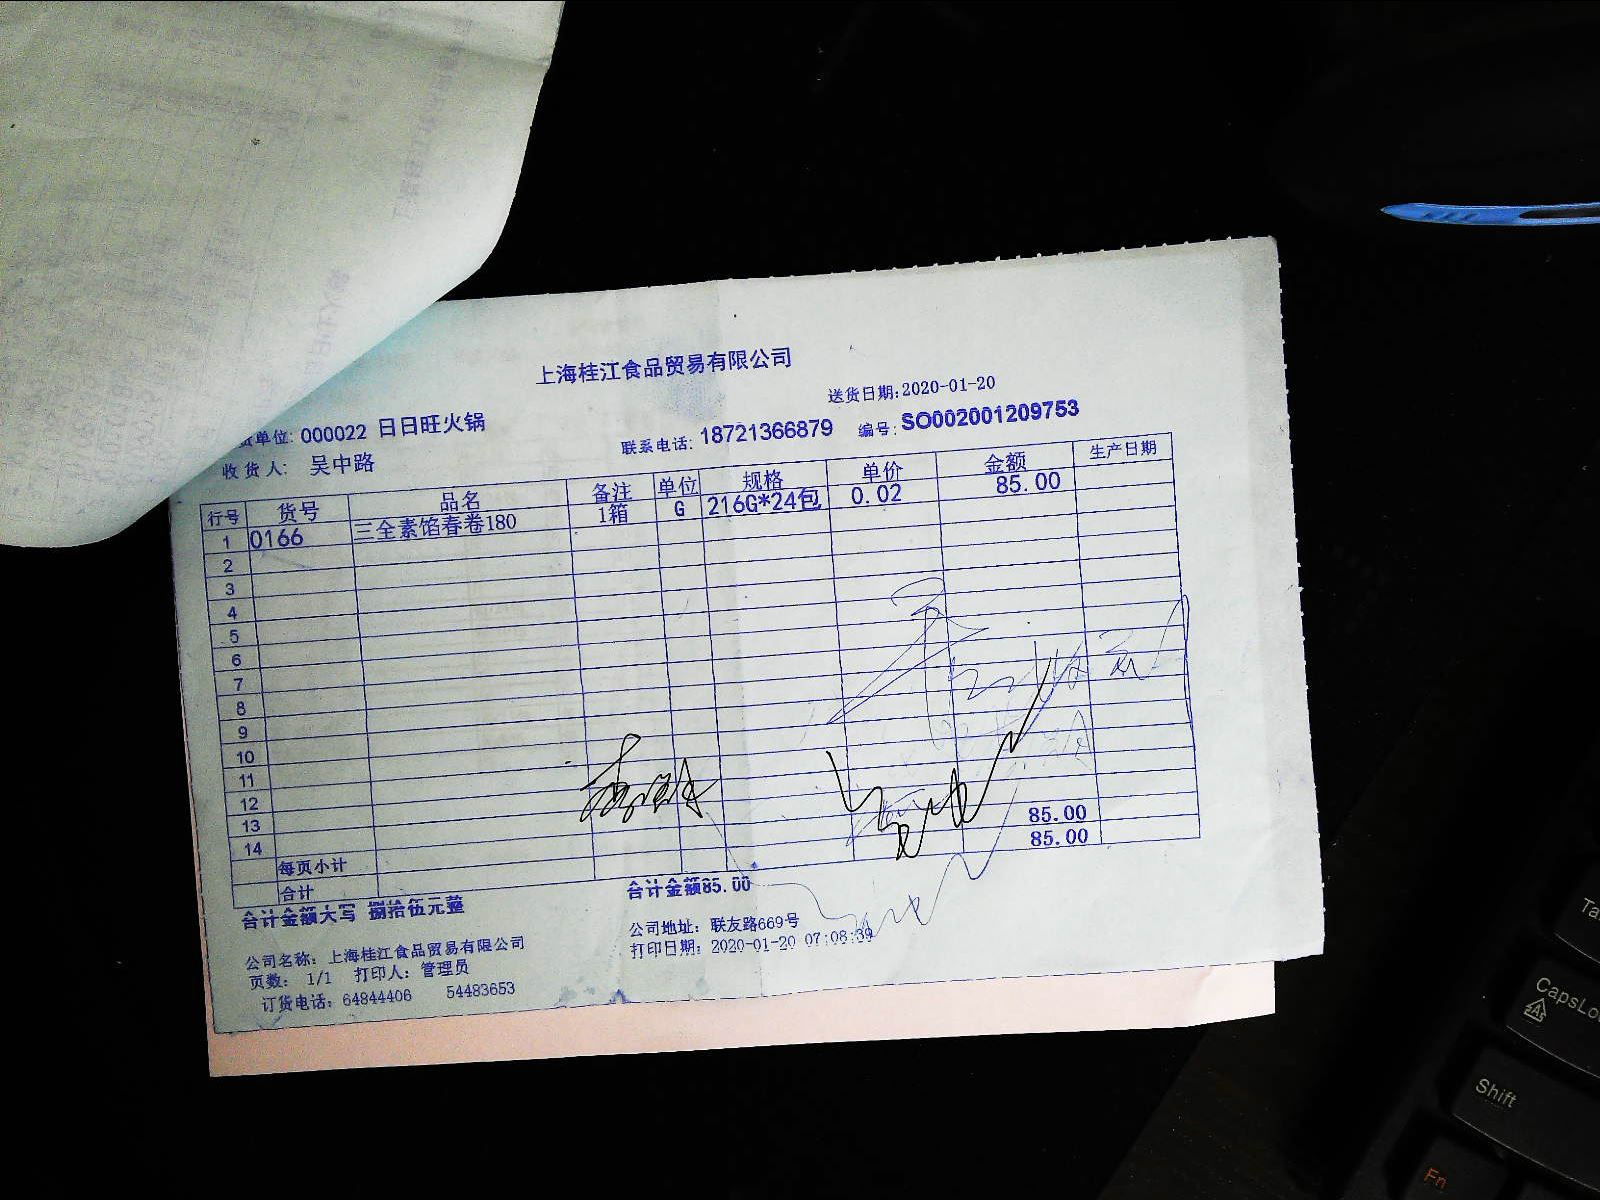 上海桂江食品贸易有限公司
送货日期:2020-01-20
货单位: 000022 日日旺火锅 联系电话: 18721366879 编号: SO002001209753
收货人: 吴中路
行号 货号 品名 备注 单位 规格 单价 金额 生产日期
1 0166 三全素馅春卷180 1箱 G 216G*24包 0.02 85.00
2
3
4
5
6
7
8
9
10
11
12
13
14
每页小计 85.00
合计 85.00
合计金额大写 捌拾伍元整 合计金额85.00
公司名称: 上海桂江食品贸易有限公司 公司地址: 联友路669号
页数: 1/1 打印人: 管理员 打印日期: 2020-01-20 07:08:39
订货电话: 64844406 54483653
CapsLo
Shift
Fn